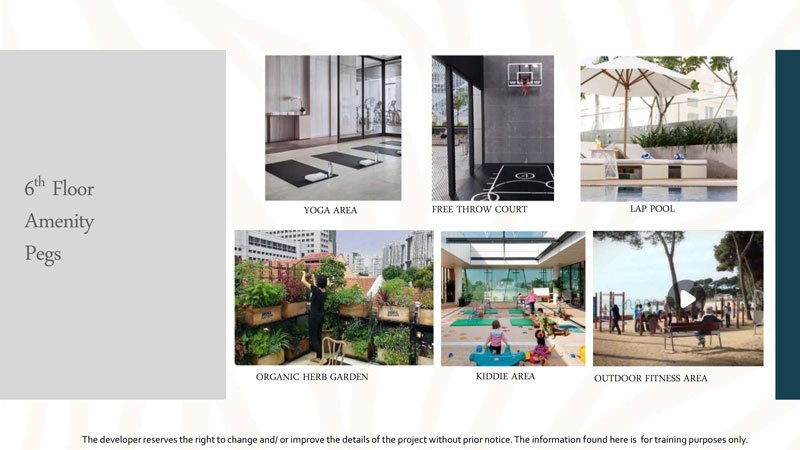 6th Floor
Amenity
Pegs
YOGA AREA
FREE THROW COURT
LAP POOL
ORGANIC HERB GARDEN
KIDDIE AREA
OUTDOOR FITNESS AREA
The developer reserves the right to change and/ or improve the details of the project without prior notice. The information found here is for training purposes only.